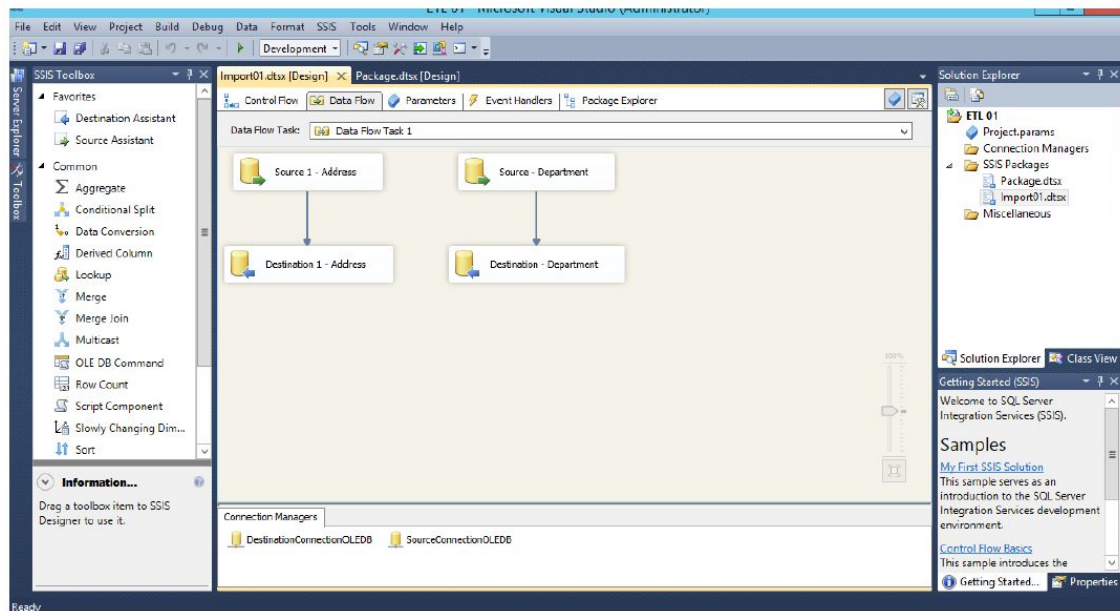 ETL 01 - Microsoft Visual Studio (Administrator)
File Edit View Project Build Debug Data Format SSIS Tools Window Help
Development
Server Explorer
Toolbox
SSIS Toolbox
Favorites
Destination Assistant
Source Assistant
Common
Aggregate
Conditional Split
Data Conversion
Derived Column
Lookup
Merge
Merge Join
Multicast
OLE DB Command
Row Count
Script Component
Slowly Changing Dim...
Sort
Information...
Drag a toolbox item to SSIS
Designer to use it.
Import01.dtsx [Design] Package.dtsx [Design]
Control Flow Data Flow Parameters Event Handlers Package Explorer
Data Flow Task: Data Flow Task 1
Source 1 - Address Source - Department
Destination 1 - Address Destination - Department
100%
Connection Managers
DestinationConnectionOLEDB SourceConnectionOLEDB
Solution Explorer
ETL 01
Project.params
Connection Managers
SSIS Packages
Package.dtsx
Import01.dtsx
Miscellaneous
Solution Explorer Class View
Getting Started (SSIS)
Welcome to SQL Server
Integration Services (SSIS).
Samples
My First SSIS Solution
This sample serves as an
introduction to the SQL Server
Integration Services development
environment.
Control Flow Basics
This sample introduces the
Getting Started... Properties
Ready